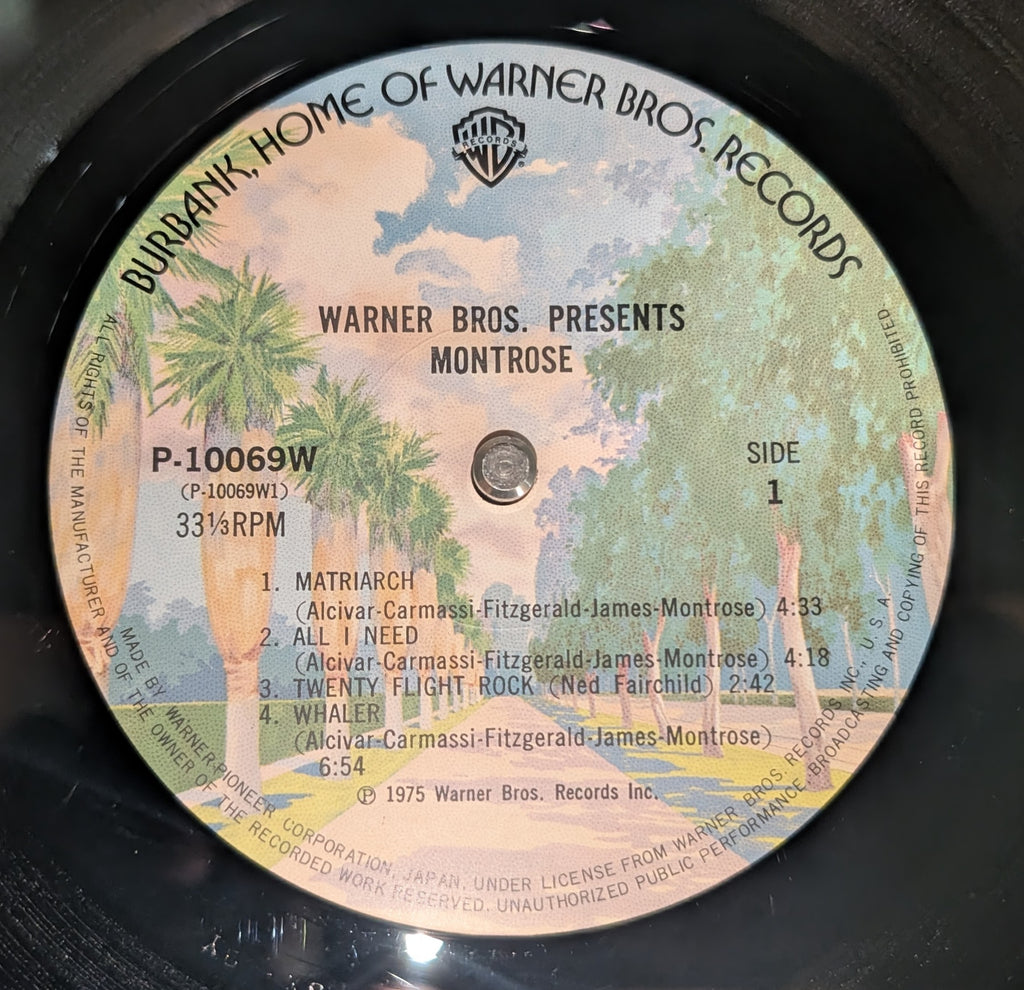 BURBANK, HOME OF WARNER BROS. RECORDS
WB
RECORDS
®
WARNER BROS. PRESENTS
MONTROSE
P-10069W
(P-10069W1)
33⅓RPM
SIDE
1
1. MATRIARCH
(Alcivar-Carmassi-Fitzgerald-James-Montrose) 4:33
2. ALL I NEED
(Alcivar-Carmassi-Fitzgerald-James-Montrose) 4:18
3. TWENTY FLIGHT ROCK (Ned Fairchild) 2:42
4. WHALER
(Alcivar-Carmassi-Fitzgerald-James-Montrose)
6:54
℗ 1975 Warner Bros. Records Inc.
MADE BY WARNER-PIONEER CORPORATION, JAPAN, UNDER LICENSE FROM WARNER BROS. RECORDS INC., U. S. A.
ALL RIGHTS OF THE MANUFACTURER AND OF THE OWNER OF THE RECORDED WORK RESERVED. UNAUTHORIZED PUBLIC PERFORMANCE, BROADCASTING AND COPYING OF THIS RECORD PROHIBITED